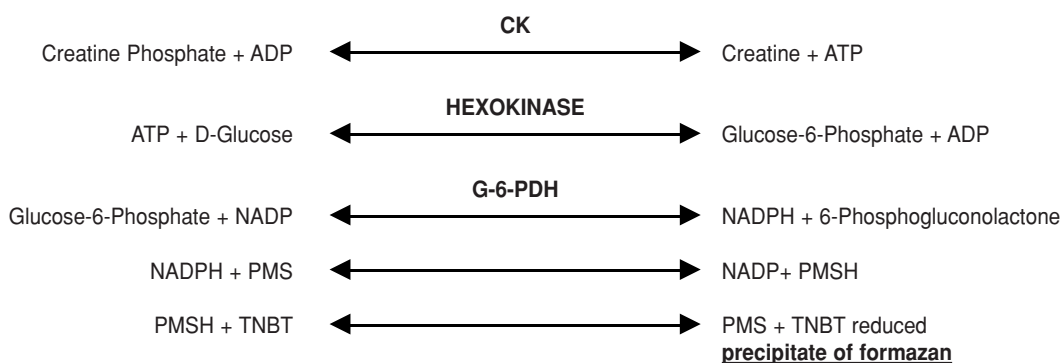 CK
Creatine Phosphate + ADP Creatine + ATP
HEXOKINASE
ATP + D-Glucose Glucose-6-Phosphate + ADP
G-6-PDH
Glucose-6-Phosphate + NADP NADPH + 6-Phosphogluconolactone
NADPH + PMS NADP+ PMSH
PMSH + TNBT PMS + TNBT reduced
precipitate of formazan